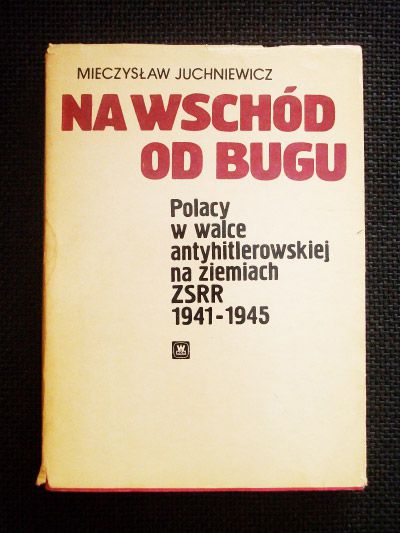 MIECZYSŁAW JUCHNIEWICZ
NA WSCHÓD
OD BUGU
Polacy
w walce
antyhitlerowskiej
na ziemiach
ZSRR
1941-1945